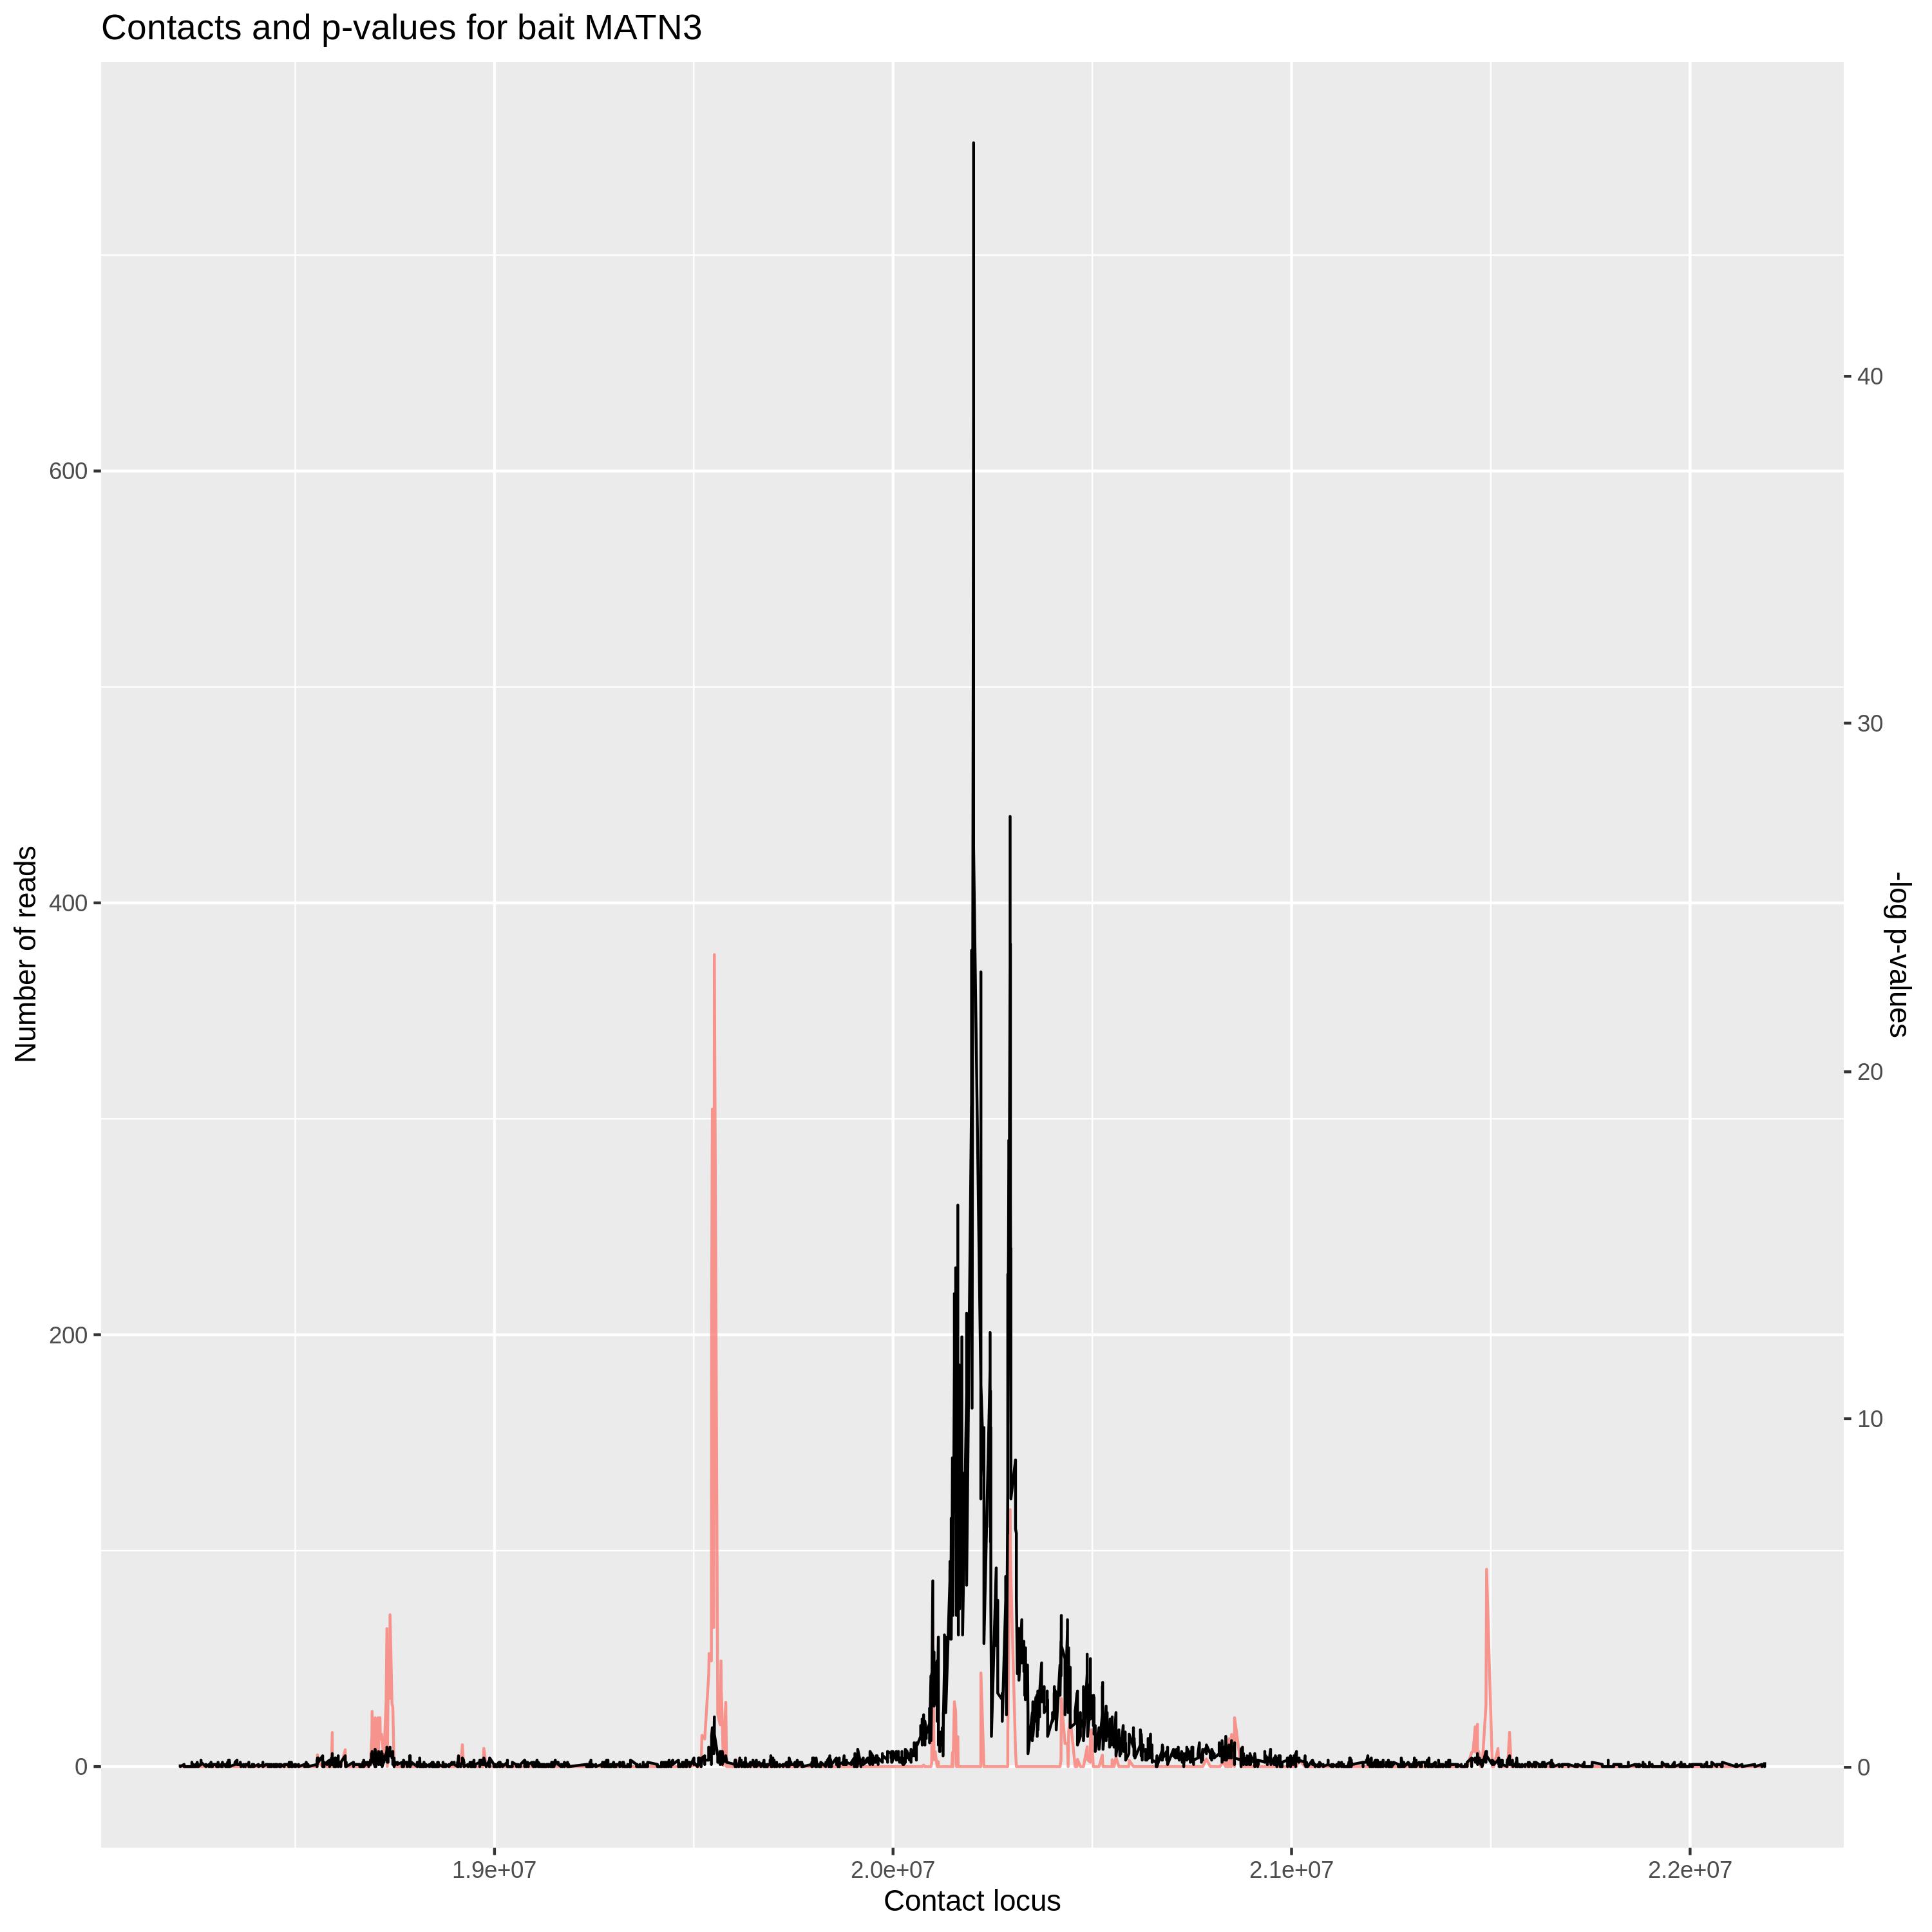 Contacts and p-values for bait MATN3
600
400
200
0
Number of reads
40
30
20
10
0
-log p-values
1.9e+07
2.0e+07
2.1e+07
2.2e+07
Contact locus